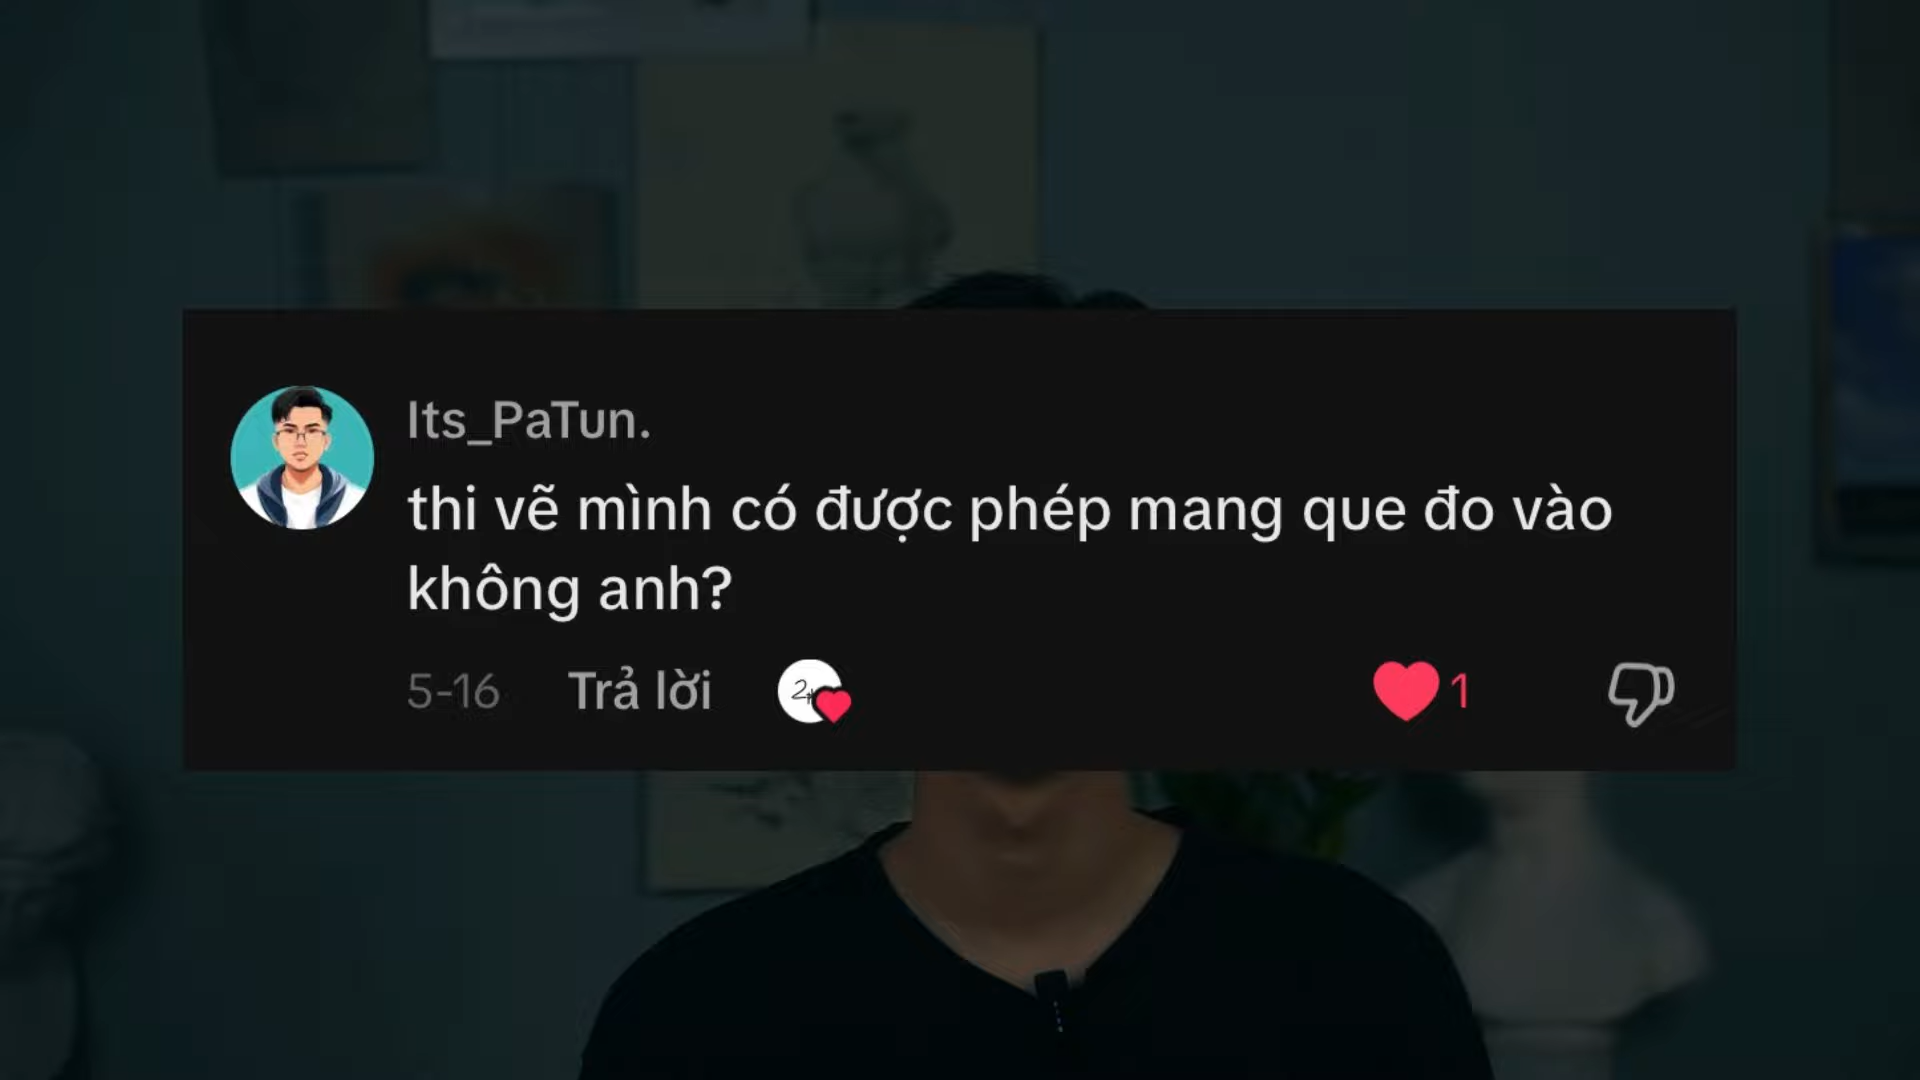 Its_PaTun.
thi vẽ mình có được phép mang que đo vào
không anh?
5-16 Trả lời
1